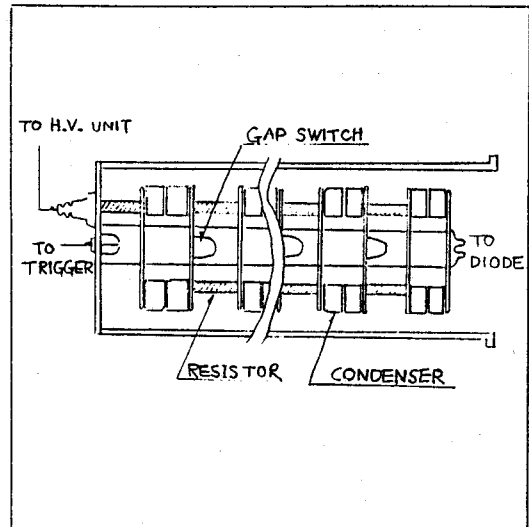 TO H.V. UNIT
GAP SWITCH
TO
TRIGGER
TO
DIODE
RESISTOR
CONDENSER